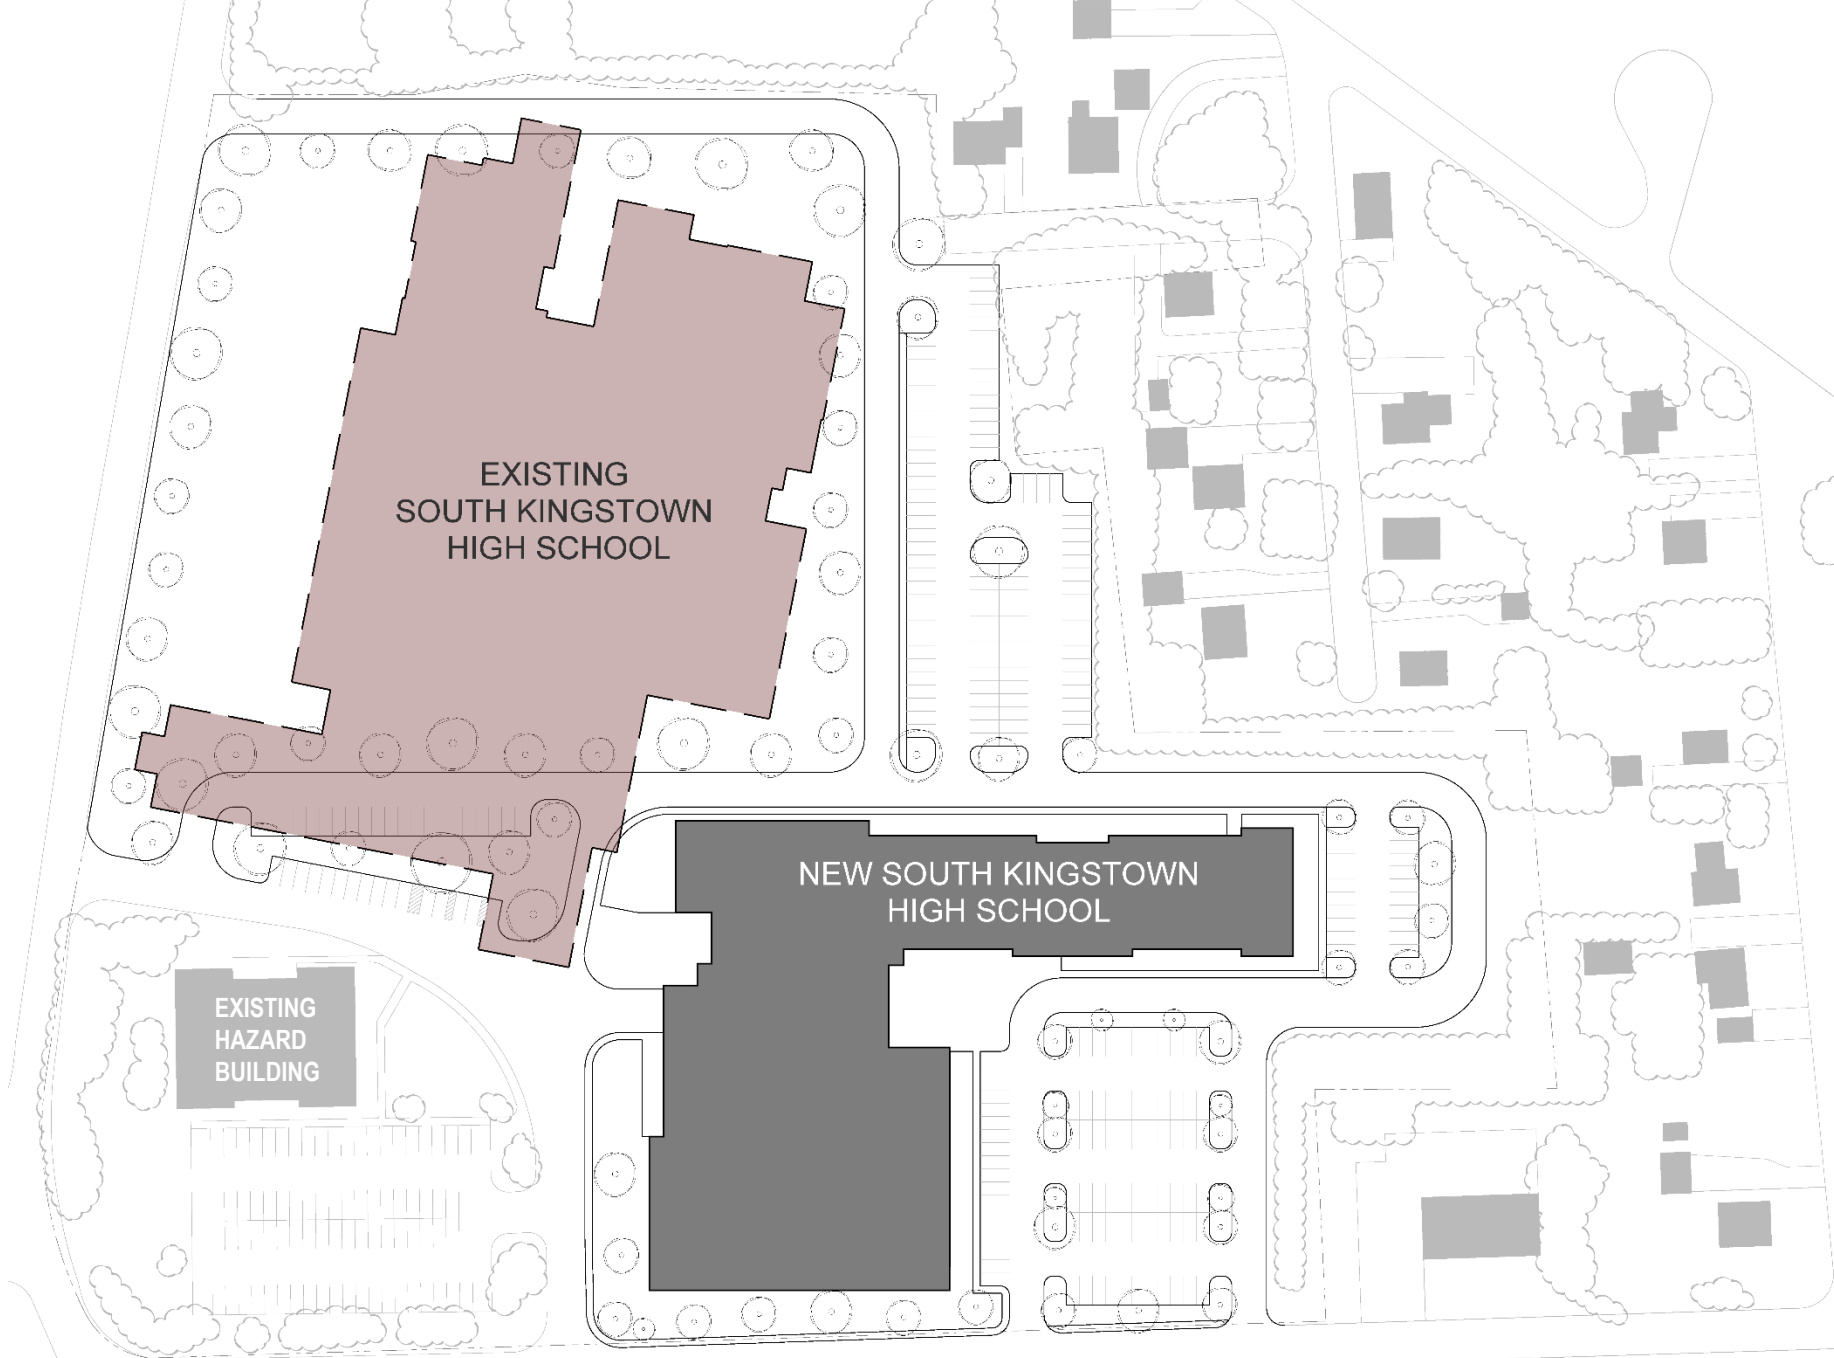 EXISTING
SOUTH KINGSTOWN
HIGH SCHOOL
NEW SOUTH KINGSTOWN
HIGH SCHOOL
EXISTING
HAZARD
BUILDING